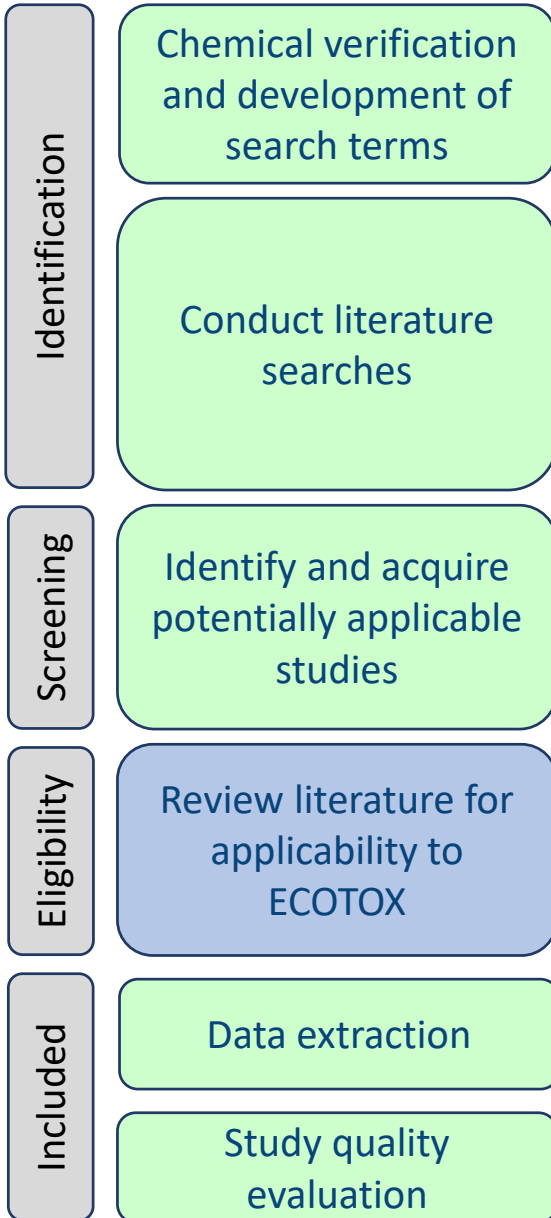 Identification
Chemical verification
and development of
search terms
Conduct literature
searches
Screening
Identify and acquire
potentially applicable
studies
Eligibility
Review literature for
applicability to
ECOTOX
Included
Data extraction
Study quality
evaluation